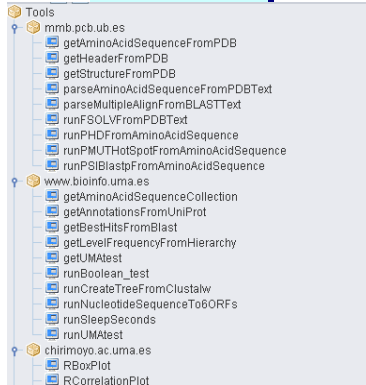 Tools
mmb.pcb.ub.es
getAminoAcidSequenceFromPDB
getHeaderFromPDB
getStructureFromPDB
parseAminoAcidSequenceFromPDBText
parseMultipleAlignFromBLASTText
runFSOLVFromPDBText
runPHDFromAminoAcidSequence
runPMUTHotSpotFromAminoAcidSequence
runPSIBlastpFromAminoAcidSequence
www.bioinfo.uma.es
getAminoAcidSequenceCollection
getAnnotationsFromUniProt
getBestHitsFromBlast
getLevelFrequencyFromHierarchy
getUMAtest
runBoolean_test
runCreateTreeFromClustalw
runNucleotideSequenceTo6ORFs
runSleepSeconds
runUMAtest
chirimoyo.ac.uma.es
RBoxPlot
RCorrelationPlot